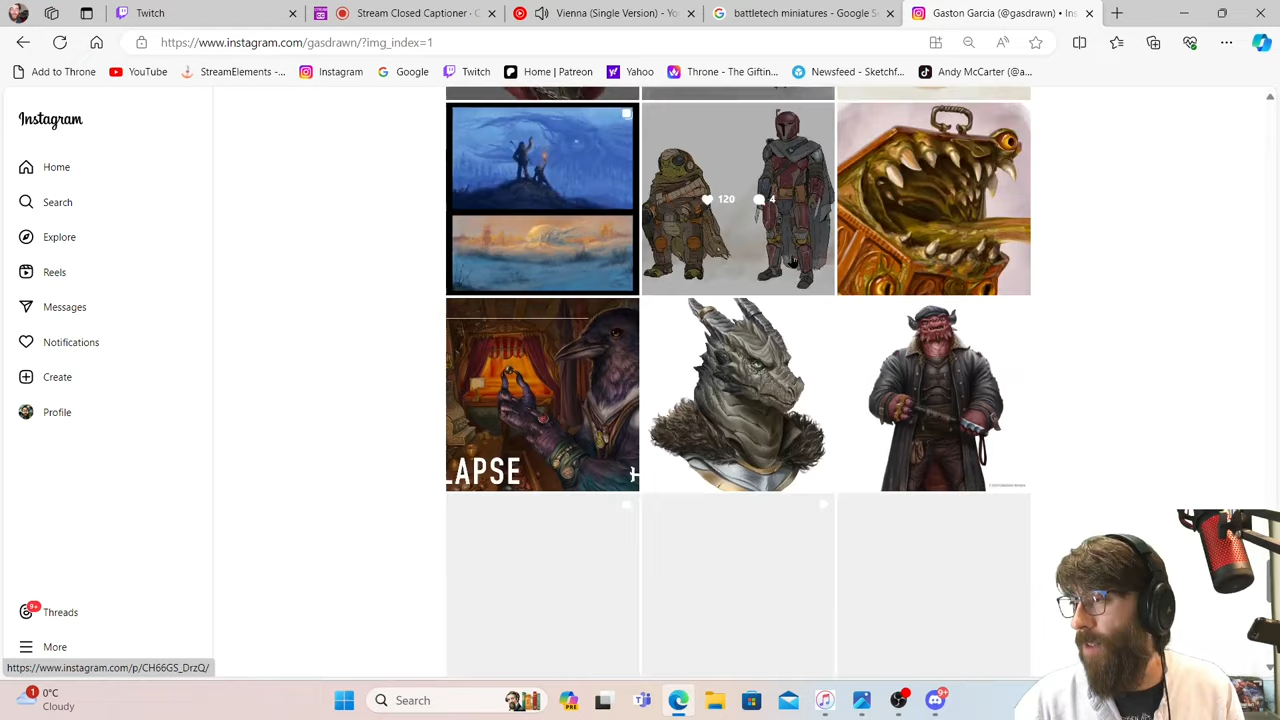 Twitch
Stream Closed Captioner - C
Vienna (Single Version) - Yo
battletech miniatures - Google S
Gaston Garcia (@gasdrawn) • Ins
https://www.instagram.com/gasdrawn/?img_index=1
Add to Throne
YouTube
StreamElements -...
Instagram
Google
Twitch
Home | Patreon
Yahoo
Throne - The Giftin...
Newsfeed - Sketchf...
Andy McCarter (@a...
Instagram
Home
Search
Explore
Reels
Messages
Notifications
Create
Profile
9+
Threads
More
120
4
LAPSE
https://www.instagram.com/p/CH66GS_DrzQ/
1
0°C
Cloudy
Search
PRE
9+